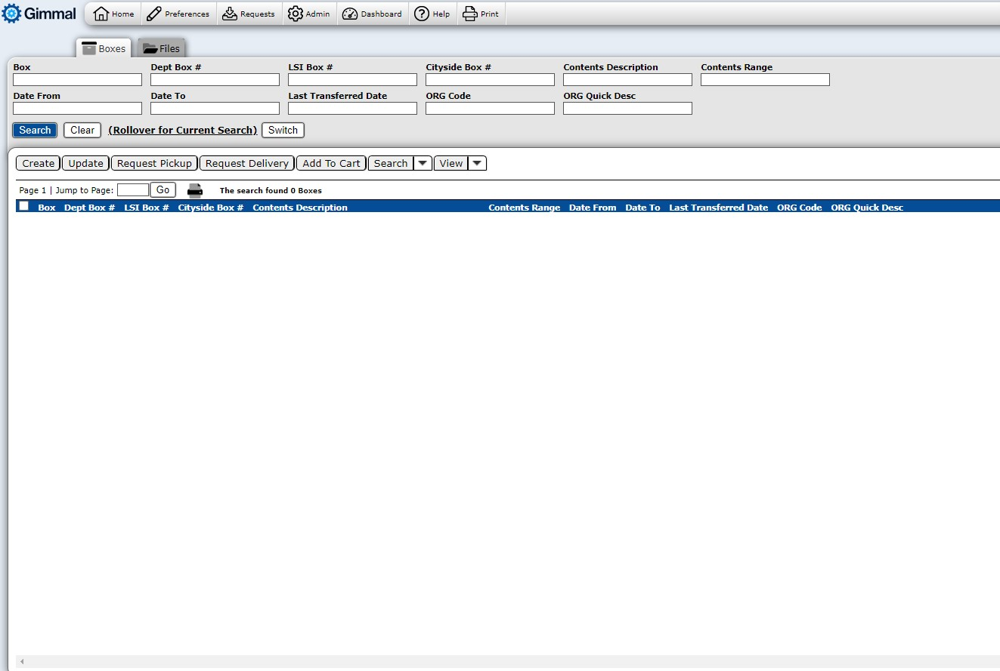 Gimmal Home Preferences Requests Admin Dashboard Help Print
Boxes Files
Box Dept Box # LSI Box # Cityside Box # Contents Description Contents Range
Date From Date To Last Transferred Date ORG Code ORG Quick Desc
Search Clear (Rollover for Current Search) Switch
Create Update Request Pickup Request Delivery Add To Cart Search View
Page 1 | Jump to Page: Go The search found 0 Boxes
Box Dept Box # LSI Box # Cityside Box # Contents Description Contents Range Date From Date To Last Transferred Date ORG Code ORG Quick Desc